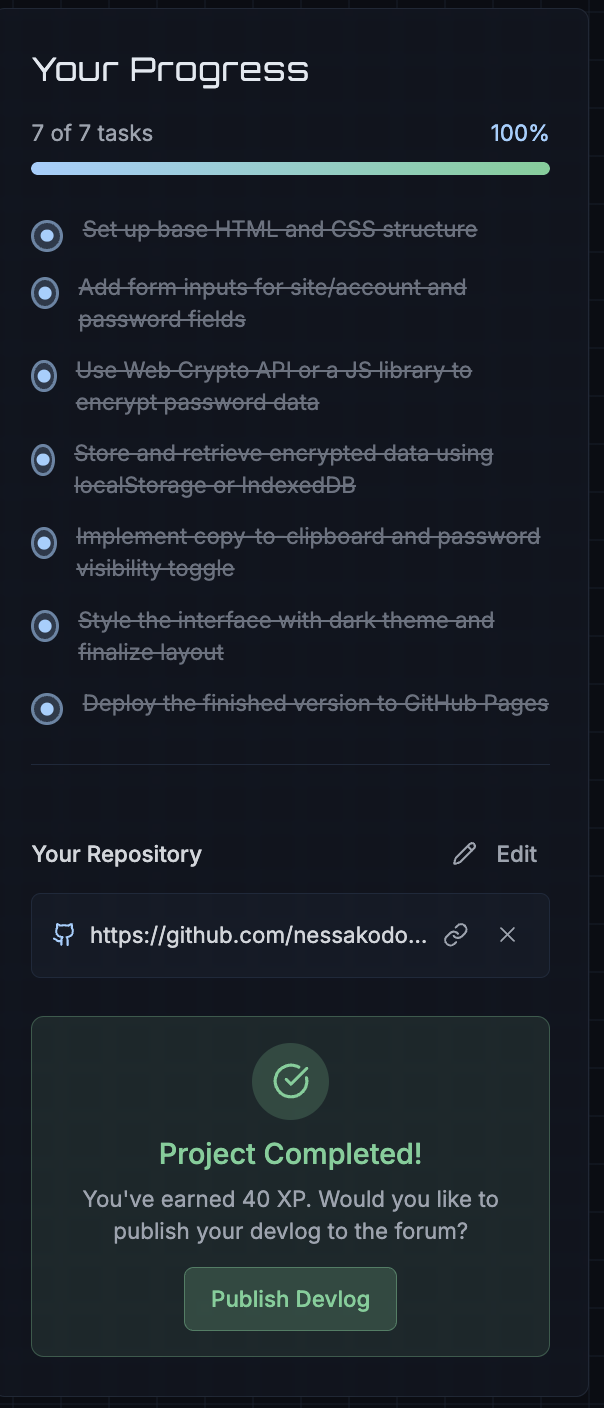 Your Progress
7 of 7 tasks 100%
Set up base HTML and CSS structure
Add form inputs for site/account and
password fields
Use Web Crypto API or a JS library to
encrypt password data
Store and retrieve encrypted data using
localStorage or IndexedDB
Implement copy-to-clipboard and password
visibility toggle
Style the interface with dark theme and
finalize layout
Deploy the finished version to GitHub Pages
Your Repository Edit
https://github.com/nessakodo...
Project Completed!
You've earned 40 XP. Would you like to
publish your devlog to the forum?
Publish Devlog